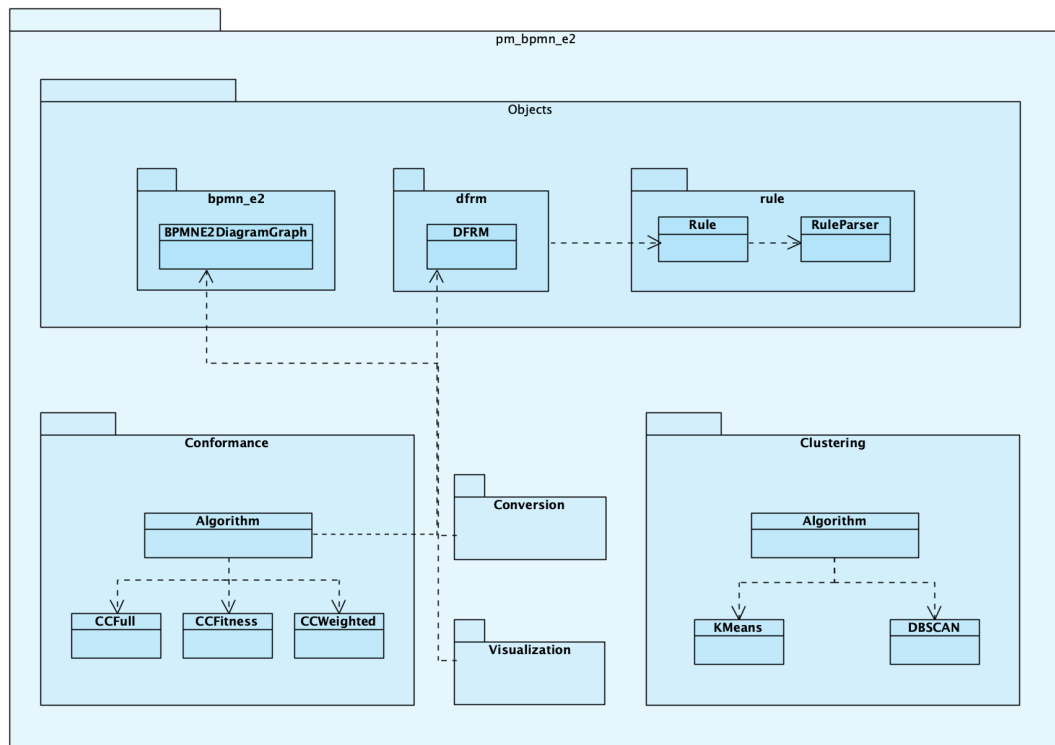 pm_bpmn_e2
Objects
bpmn_e2
dfrm
rule
BPMNE2DiagramGraph
DFRM
Rule
RuleParser
Conformance
Clustering
Conversion
Algorithm
Algorithm
CCFull
CCFitness
CCWeighted
KMeans
DBSCAN
Visualization